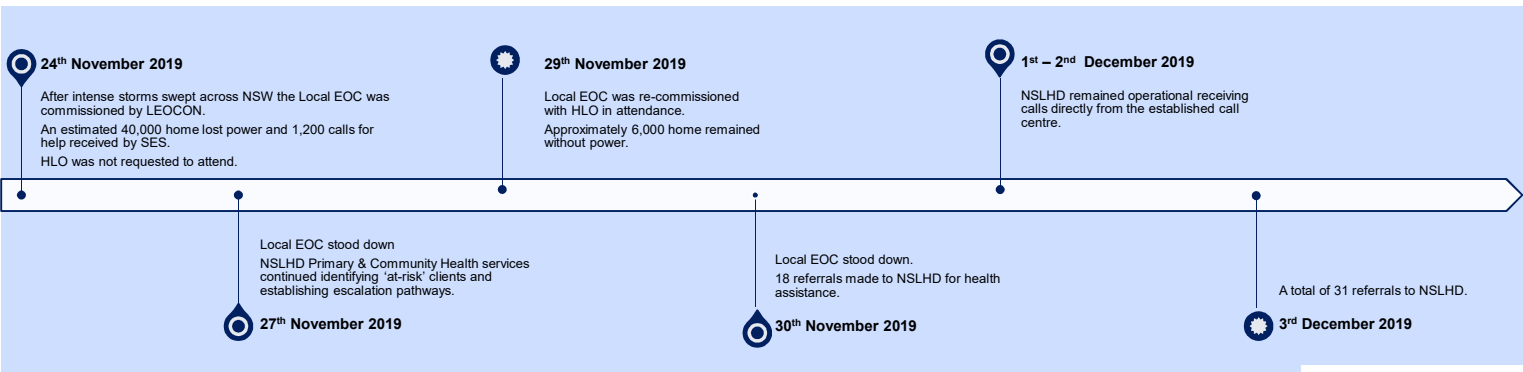 24th November 2019
After intense storms swept across NSW the Local EOC was
commissioned by LEOCON.
An estimated 40,000 home lost power and 1,200 calls for
help received by SES.
HLO was not requested to attend.
Local EOC stood down
NSLHD Primary & Community Health services
continued identifying ‘at-risk’ clients and
establishing escalation pathways.
27th November 2019
29th November 2019
Local EOC was re-commissioned
with HLO in attendance.
Approximately 6,000 home remained
without power.
Local EOC stood down.
18 referrals made to NSLHD for health
assistance.
30th November 2019
1st – 2nd December 2019
NSLHD remained operational receiving
calls directly from the established call
centre.
A total of 31 referrals to NSLHD.
3rd December 2019